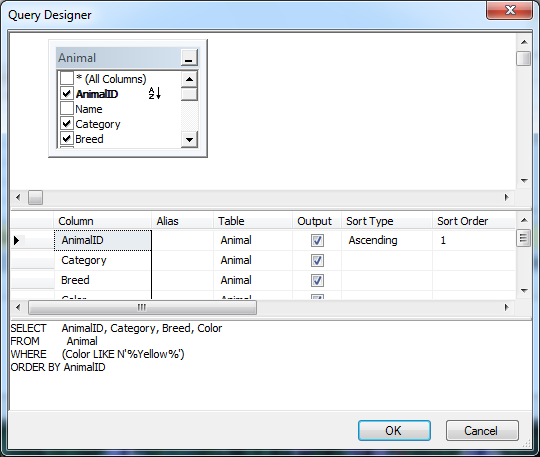 Query Designer
Animal
* (All Columns)
AnimalID
Name
Category
Breed
Column Alias Table Output Sort Type Sort Order
AnimalID Animal Ascending 1
Category Animal
Breed Animal
SELECT AnimalID, Category, Breed, Color
FROM Animal
WHERE (Color LIKE N'%Yellow%')
ORDER BY AnimalID
OK Cancel